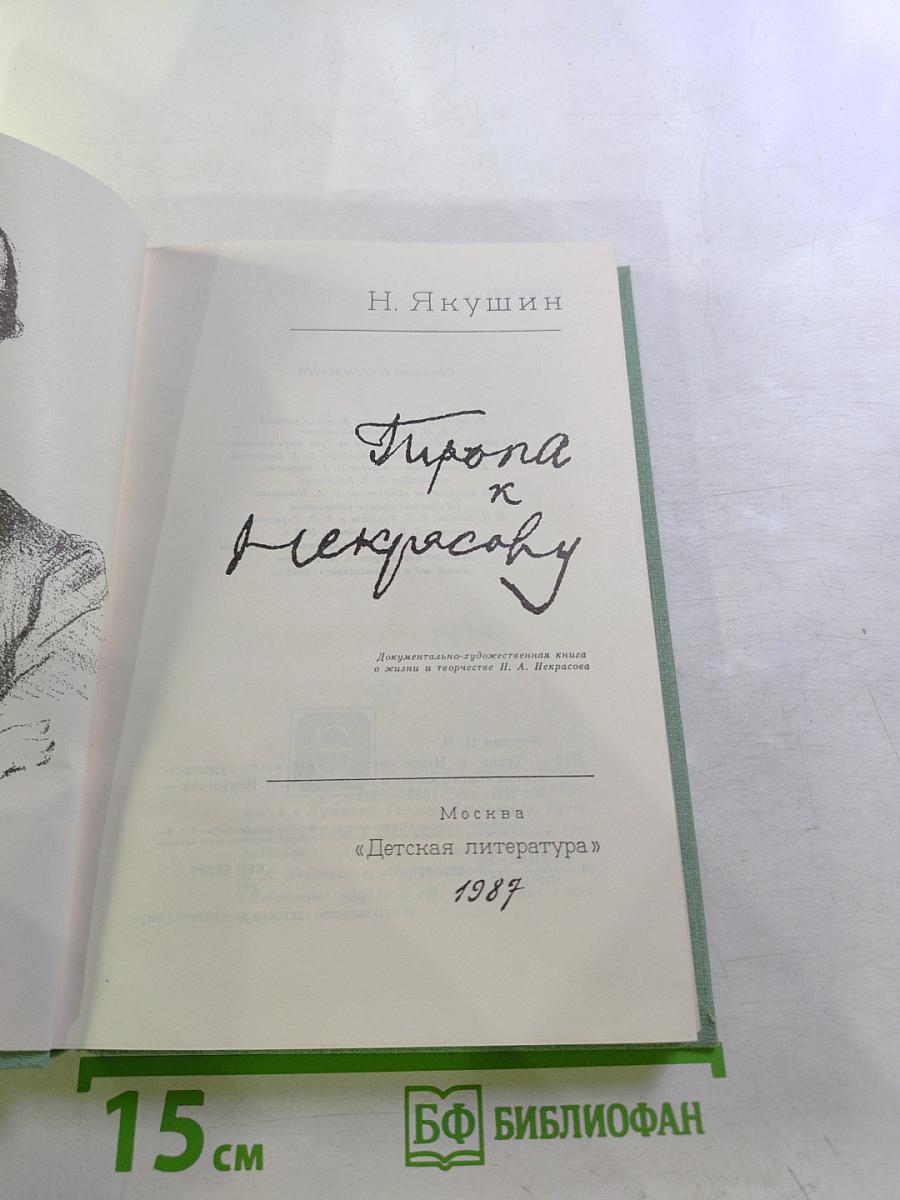 Н. Якушин
Тропа
к
Некрасову
Документально-художественная книга
о жизни и творчестве Н. А. Некрасова
Москва
«Детская литература»
1987
15 см
БФ БИБЛИОФАН